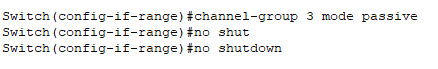 Switch(config-if-range)#channel-group 3 mode passive
Switch(config-if-range)#no shut
Switch(config-if-range)#no shutdown